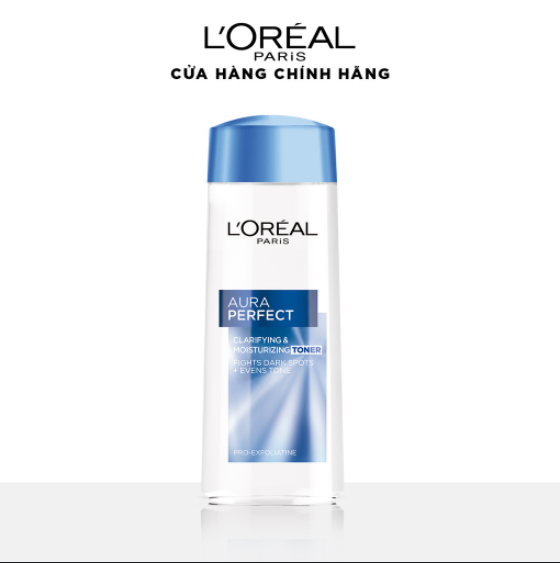 L'ORÉAL
PARiS
CỬA HÀNG CHÍNH HÃNG
L'ORÉAL
PARiS
AURA
PERFECT
CLARIFYING &
MOISTURIZING TONER
FIGHTS DARK SPOTS
+ EVENS TONE
PRO-EXFOLIATINE